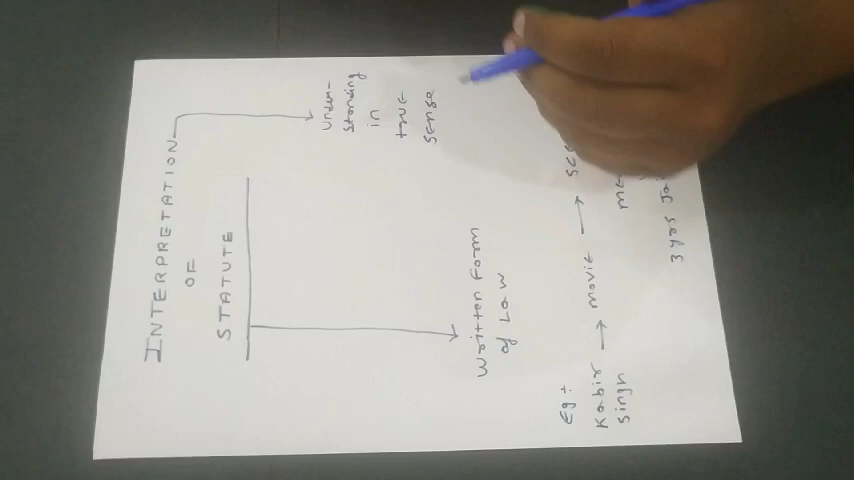 INTERPRETATION
OF
STATUTE
Under-
standing
in
true
sense
Written Form
of Law
Eg:
Kabir → movie →
Singh
3 yrs